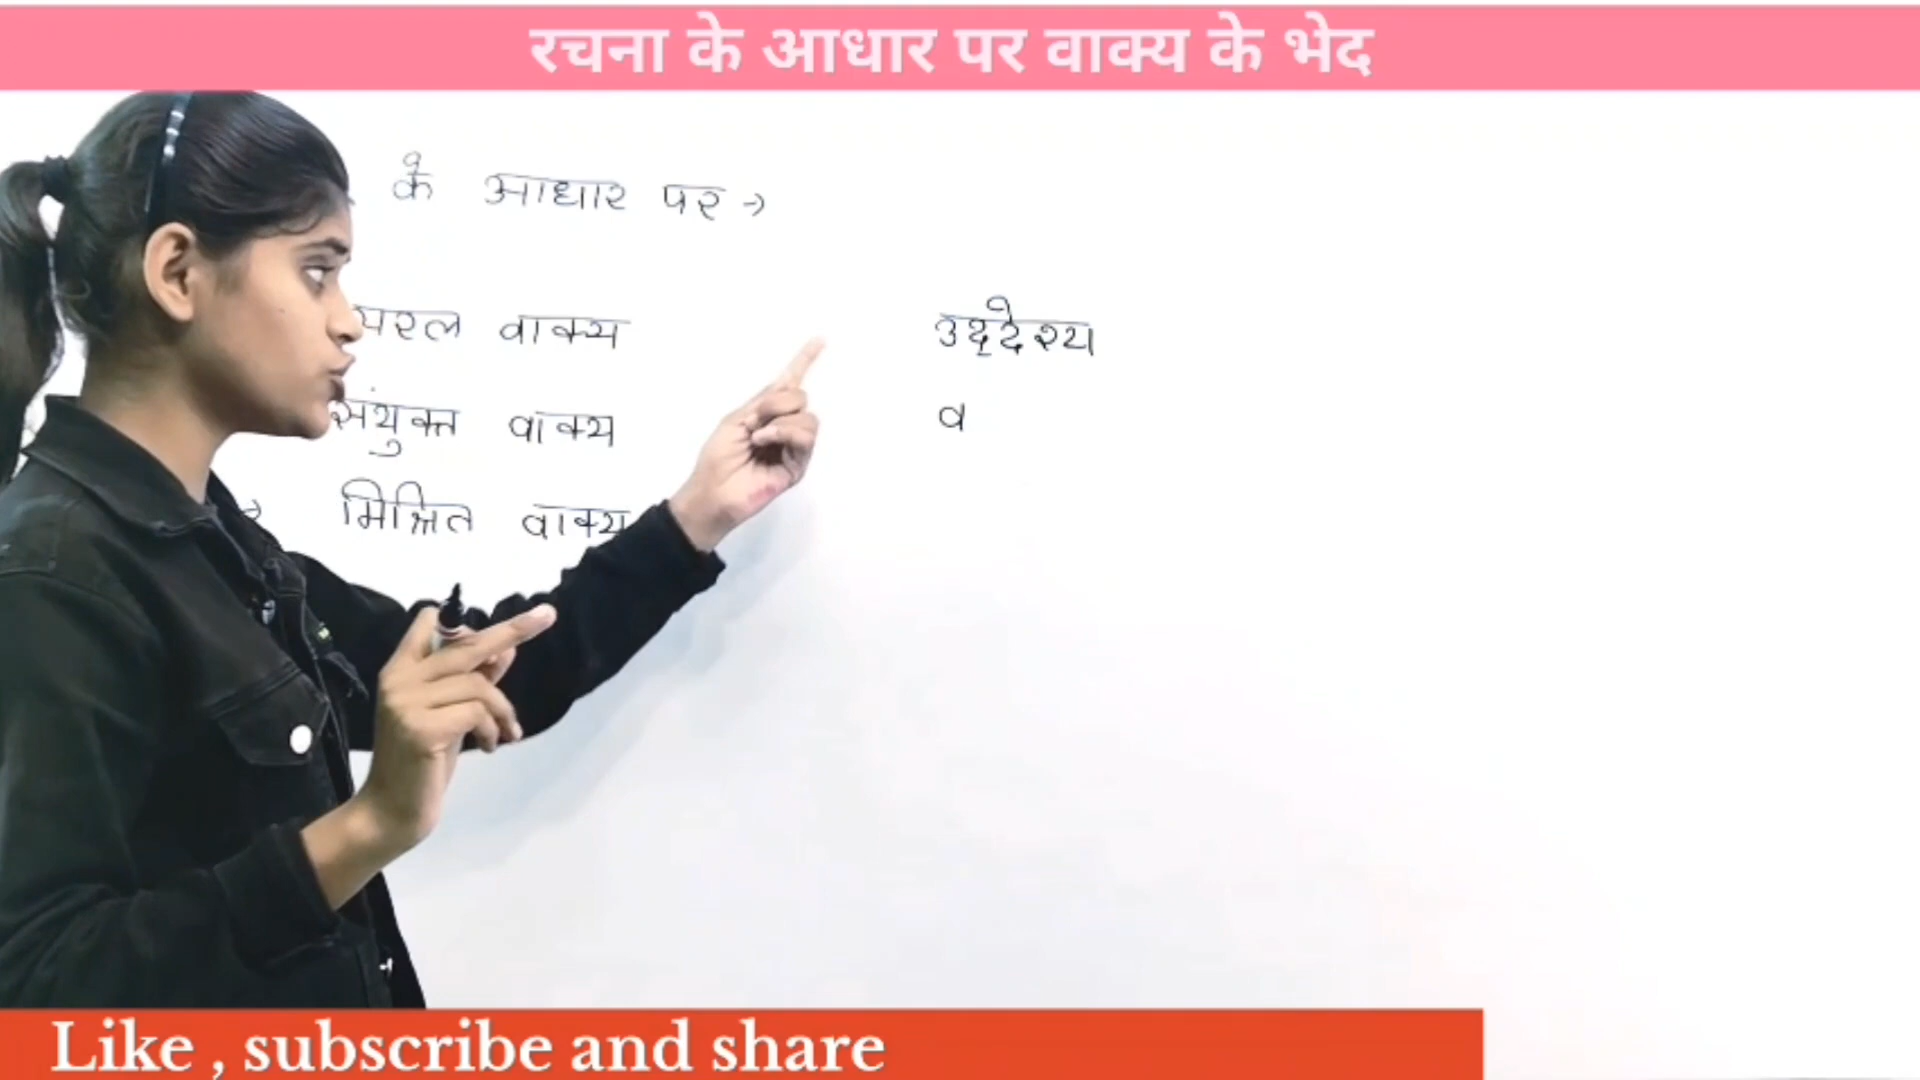 रचना के आधार पर वाक्य के भेद
के आधार पर →
सरल वाक्य
उद्देश्य
संयुक्त वाक्य
व
→ मिश्रित वाक्य
Like , subscribe and share